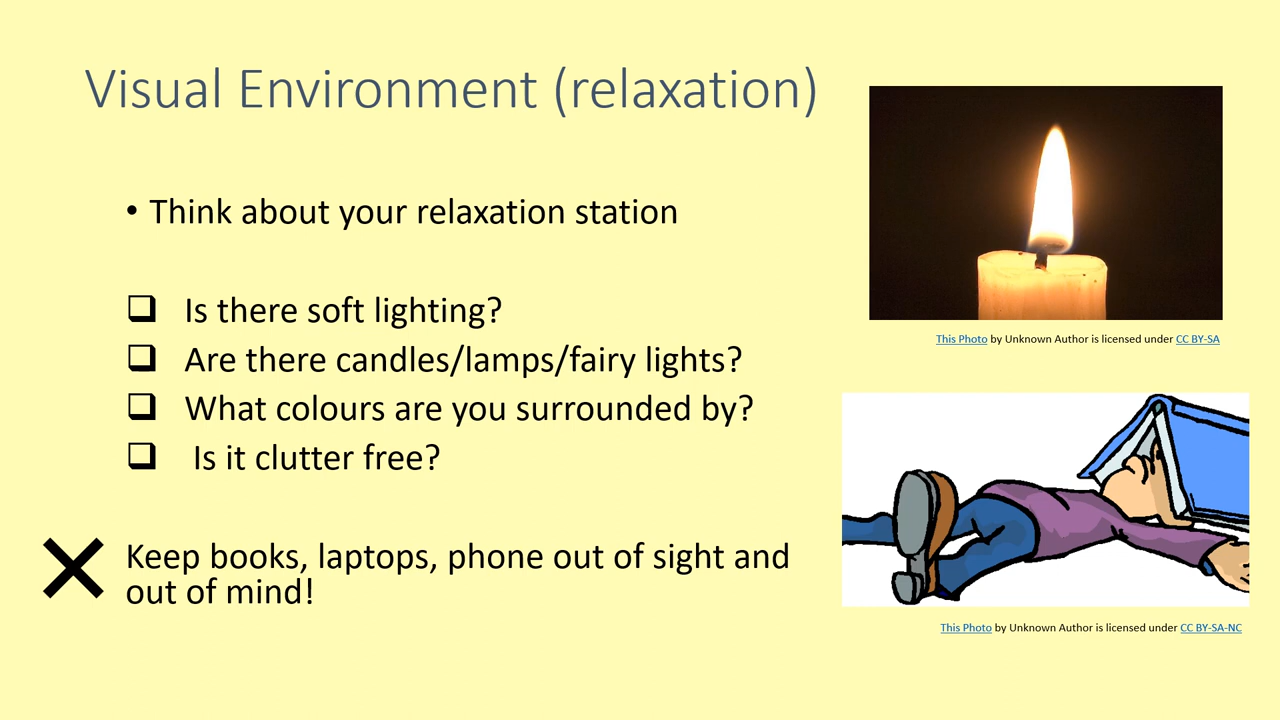 Visual Environment (relaxation)
• Think about your relaxation station
❑ Is there soft lighting?
❑ Are there candles/lamps/fairy lights?
❑ What colours are you surrounded by?
❑ Is it clutter free?
Keep books, laptops, phone out of sight and
out of mind!
This Photo by Unknown Author is licensed under CC BY-SA
This Photo by Unknown Author is licensed under CC BY-SA-NC